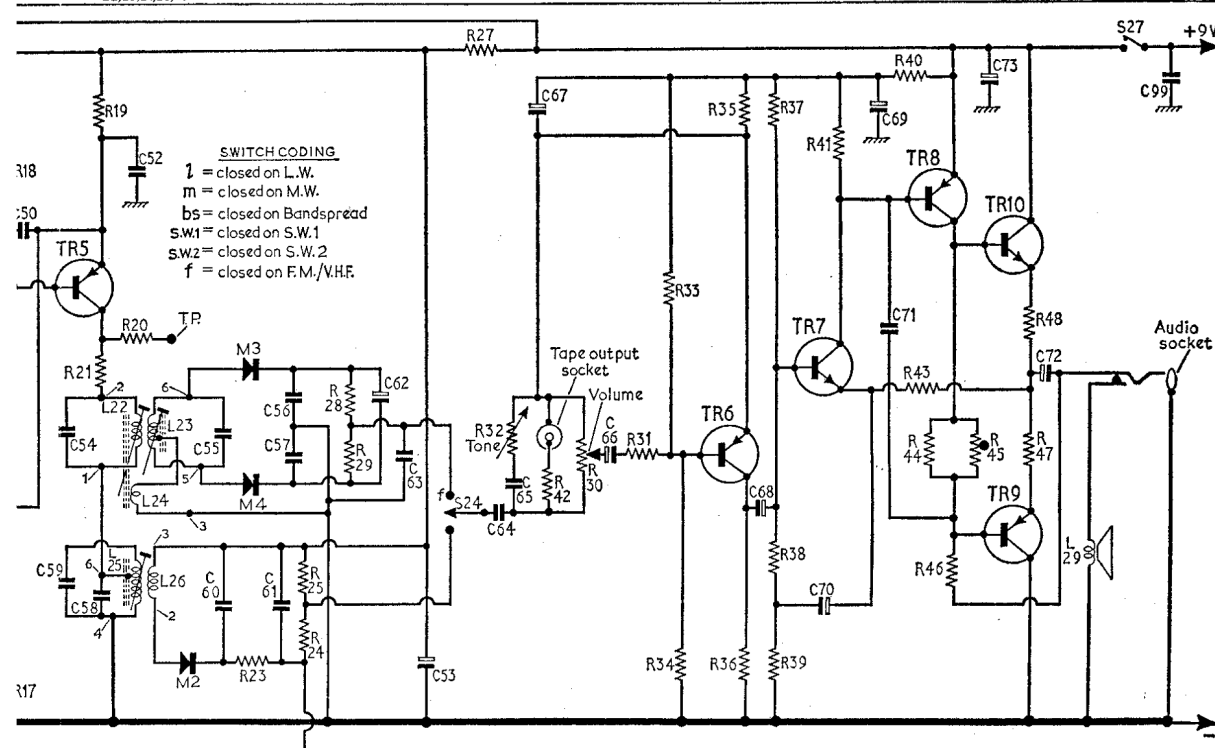 R27
S27
+9V
R40
C73
C99
R19
C67
R35
R37
C69
R41
C52
TR8
SWITCH CODING
l = closed on L.W.
m = closed on M.W.
bs = closed on Bandspread
S.W.1 = closed on S.W.1
S.W.2 = closed on S.W.2
f = closed on F.M./V.H.F.
R18
C50
TR10
TR5
R33
C71
R20
T.P.
TR7
R48
Audio
socket
M3
Tape output
socket
R21
6
2
C62
Volume
R43
C72
L22
L23
C56
R
28
TR6
C54
C55
R32
Tone
C
66
R31
C57
R
29
C
63
R
44
R
45
R
47
1
5
C
65
R
42
R
30
L24
M4
f
S24
C68
TR9
3
C64
3
L
25
R38
L
29
C59
6
L26
C
60
C
61
R
25
R46
C58
C70
2
4
R
24
R34
R36
R39
M2
R23
C53
R17